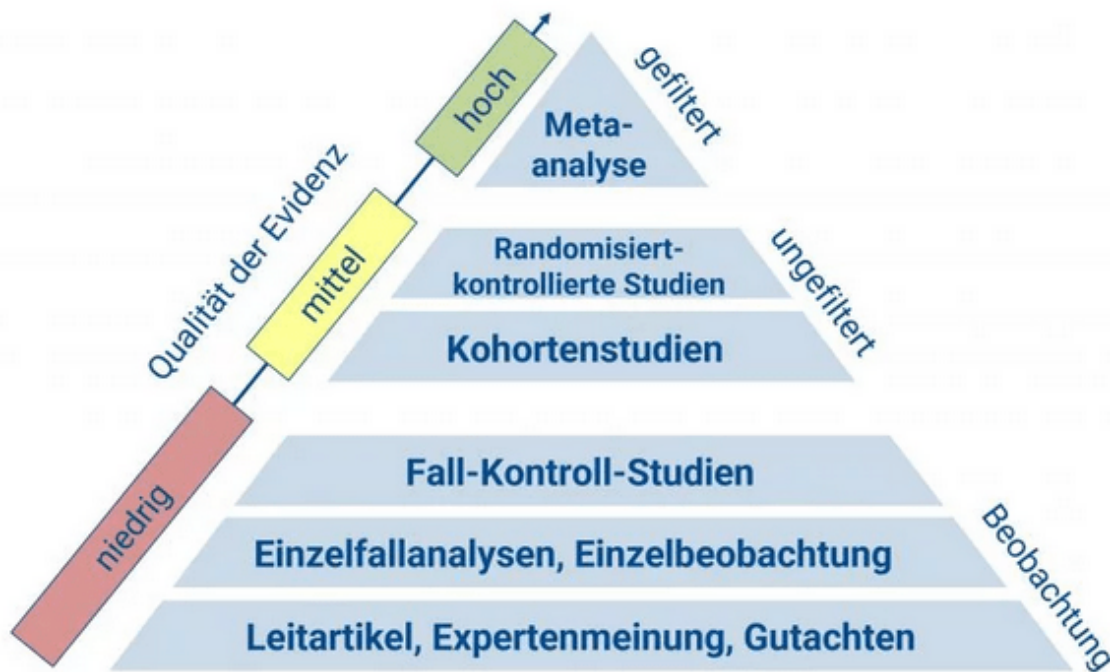 hoch
gefiltert
Meta-
analyse
Qualität der Evidenz
mittel
Randomisiert-
kontrollierte Studien
ungefiltert
Kohortenstudien
niedrig
Fall-Kontroll-Studien
Einzelfallanalysen, Einzelbeobachtung
Beobachtung
Leitartikel, Expertenmeinung, Gutachten